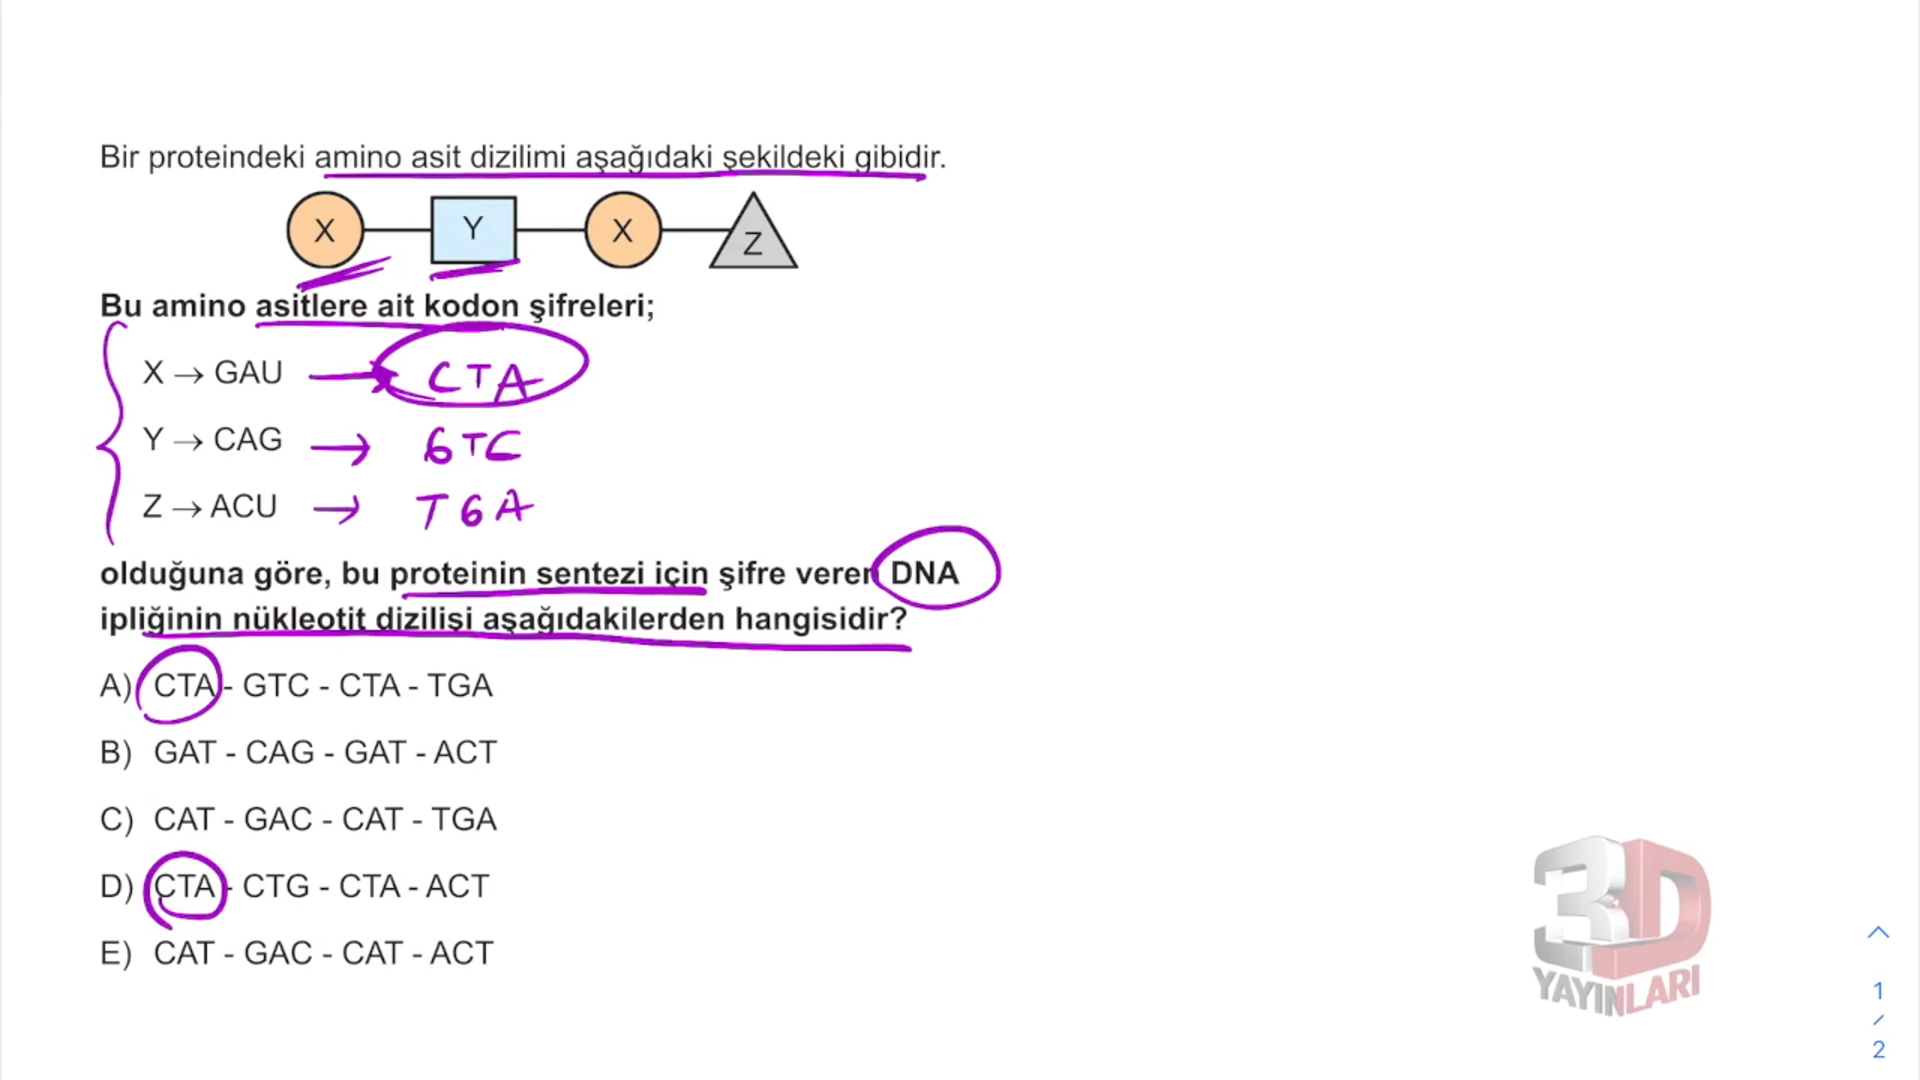 Bir proteindeki amino asit dizilimi aşağıdaki şekildeki gibidir.
X Y X Z
Bu amino asitlere ait kodon şifreleri;
X → GAU → CTA
Y → CAG → GTC
Z → ACU → TGA
olduğuna göre, bu proteinin sentezi için şifre veren DNA
ipliğinin nükleotit dizilişi aşağıdakilerden hangisidir?
A) CTA - GTC - CTA - TGA
B) GAT - CAG - GAT - ACT
C) CAT - GAC - CAT - TGA
D) CTA - CTG - CTA - ACT
E) CAT - GAC - CAT - ACT
3D
YAYINLARI
1
/
2